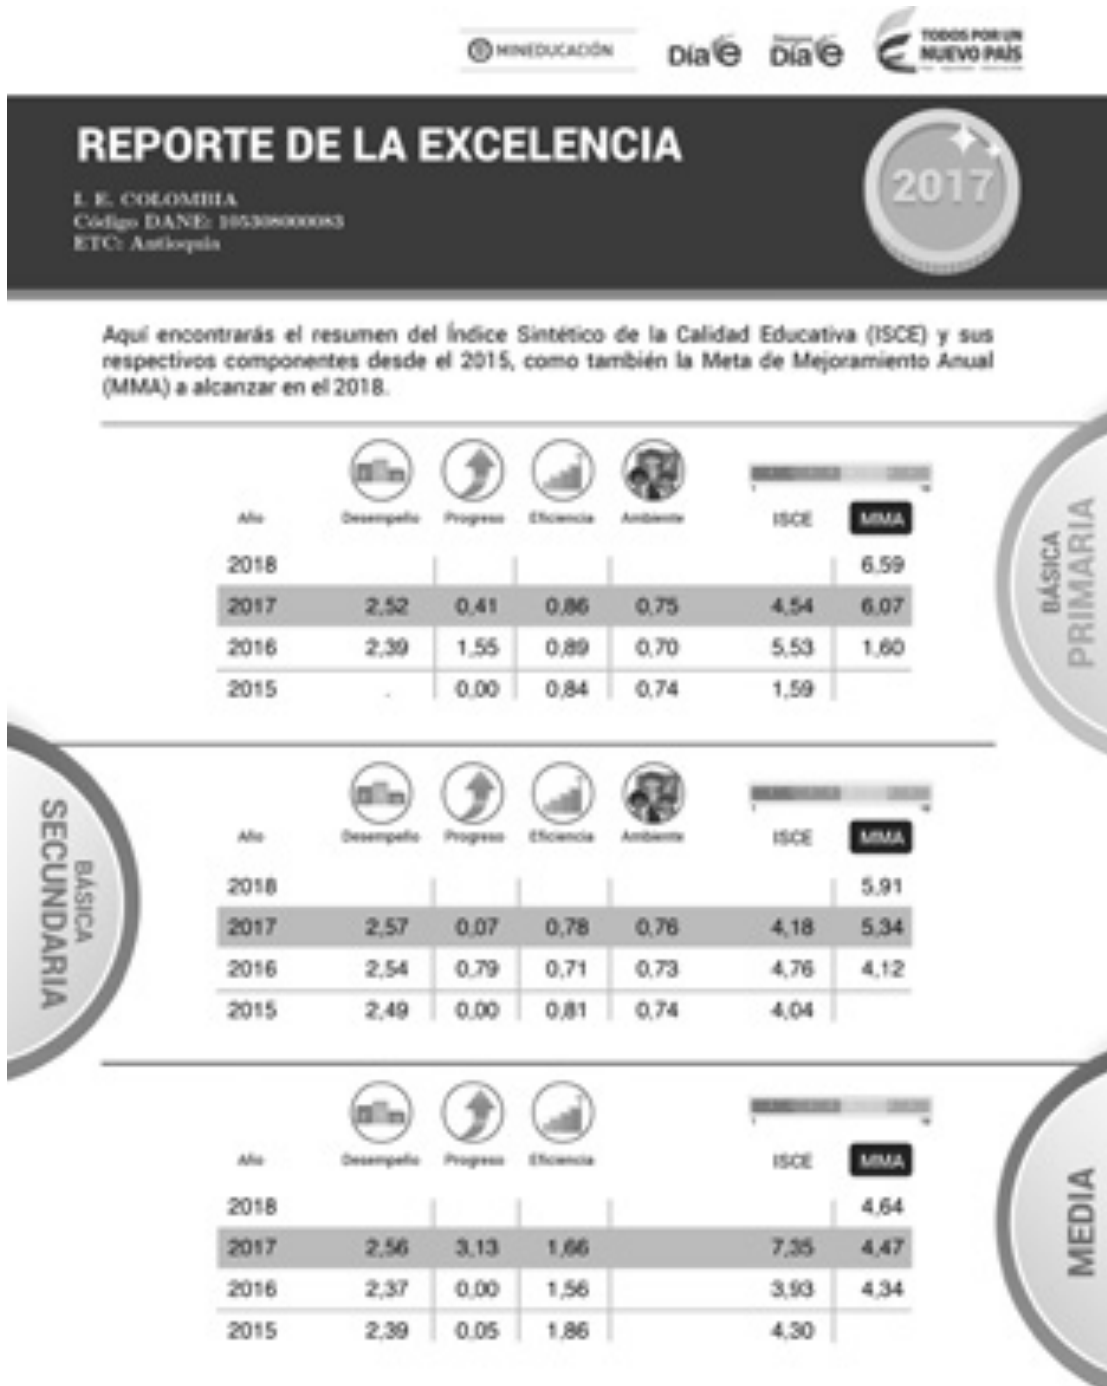 MINEDUCACIÓN Día e Día e TODOS POR UN
NUEVO PAÍS
REPORTE DE LA EXCELENCIA
2017
I. E. COLOMBIA
Código DANE: 105308000083
ETC: Antioquia
Aquí encontrarás el resumen del Índice Sintético de la Calidad Educativa (ISCE) y sus
respectivos componentes desde el 2015, como también la Meta de Mejoramiento Anual
(MMA) a alcanzar en el 2018.
BÁSICA
PRIMARIA
Año Desempeño Progreso Eficiencia Ambiente ISCE MMA
2018 6,59
2017 2,52 0,41 0,86 0,75 4,54 6,07
2016 2,39 1,55 0,89 0,70 5,53 1,60
2015 . 0,00 0,84 0,74 1,59
BÁSICA
SECUNDARIA
Año Desempeño Progreso Eficiencia Ambiente ISCE MMA
2018 5,91
2017 2,57 0,07 0,78 0,76 4,18 5,34
2016 2,54 0,79 0,71 0,73 4,76 4,12
2015 2,49 0,00 0,81 0,74 4,04
MEDIA
Año Desempeño Progreso Eficiencia ISCE MMA
2018 4,64
2017 2,56 3,13 1,66 7,35 4,47
2016 2,37 0,00 1,56 3,93 4,34
2015 2,39 0,05 1,86 4,30